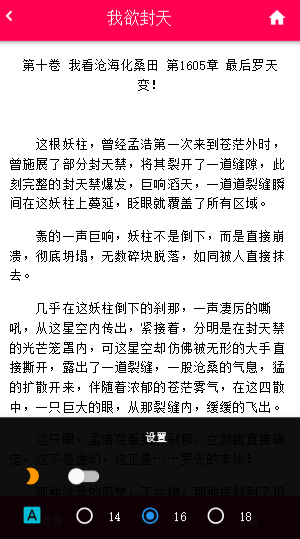 我欲封天
第十卷 我看沧海化桑田 第1605章 最后罗天
变！
这根妖柱，曾经孟浩第一次来到苍茫外时，
曾施展了部分封天禁，将其裂开了一道缝隙，此
刻完整的封天禁爆发，巨响滔天，一道道裂缝瞬
间在这妖柱上蔓延，眨眼就覆盖了所有区域。
轰的一声巨响，妖柱不是倒下，而是直接崩
溃，彻底坍塌，无数碎块脱落，如同被人直接抹
去。
几乎在这妖柱倒下的刹那，一声凄厉的嘶
吼，从这星空内传出，紧接着，分明是在封天禁
的光芒笼罩内，可这星空却仿佛被无形的大手直
接撕开，露出了一道裂缝，一股沧桑的气息，猛
的扩散开来，伴随着浓郁的苍茫雾气，在这四散
中，一只巨大的眼，从那裂缝内，缓缓的飞出。
这只眼，孟浩在看到的刹那，立刻就直接确
设置
定，这不是虚幻，这正是……罗天的本体！
A 14 16 18